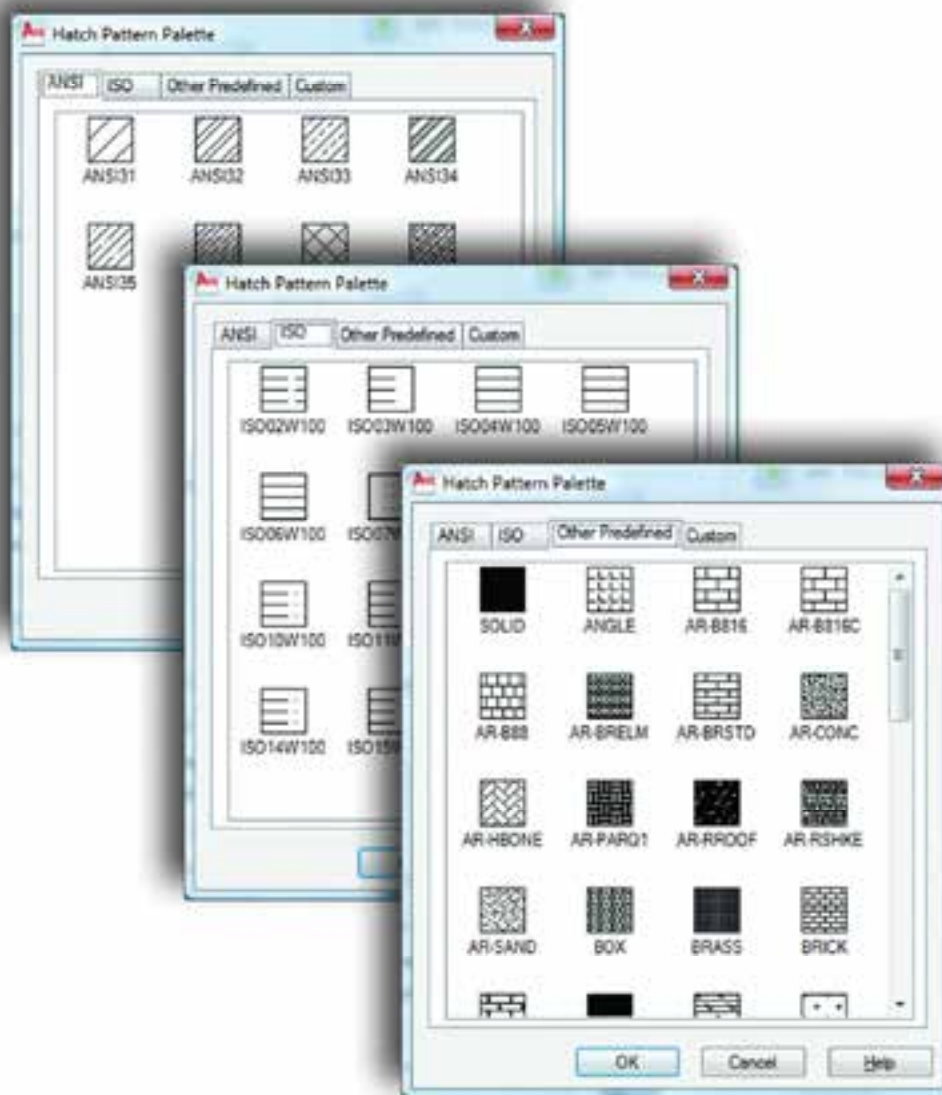 Hatch Pattern Palette
ANSI ISO Other Predefined Custom
ANSI31 ANSI32 ANSI33 ANSI34
ANSI35
Hatch Pattern Palette
ANSI ISO Other Predefined Custom
ISO02W100 ISO03W100 ISO04W100 ISO05W100
ISO06W100
ISO10W100
ISO14W100
Hatch Pattern Palette
ANSI ISO Other Predefined Custom
SOLID ANGLE AR-B816 AR-B816C
AR-B88 AR-BRELM AR-BRSTD AR-CONC
AR-HBONE AR-PARQ1 AR-RROOF AR-RSHKE
AR-SAND BOX BRASS BRICK
OK Cancel Help